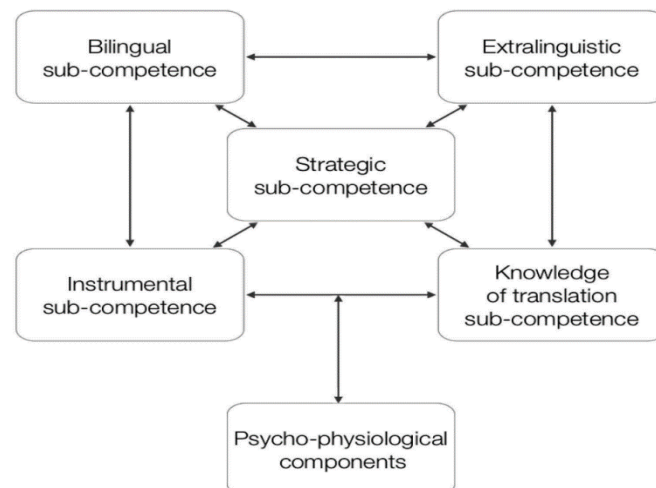 Bilingual
sub-competence
Extralinguistic
sub-competence
Strategic
sub-competence
Instrumental
sub-competence
Knowledge
of translation
sub-competence
Psycho-physiological
components